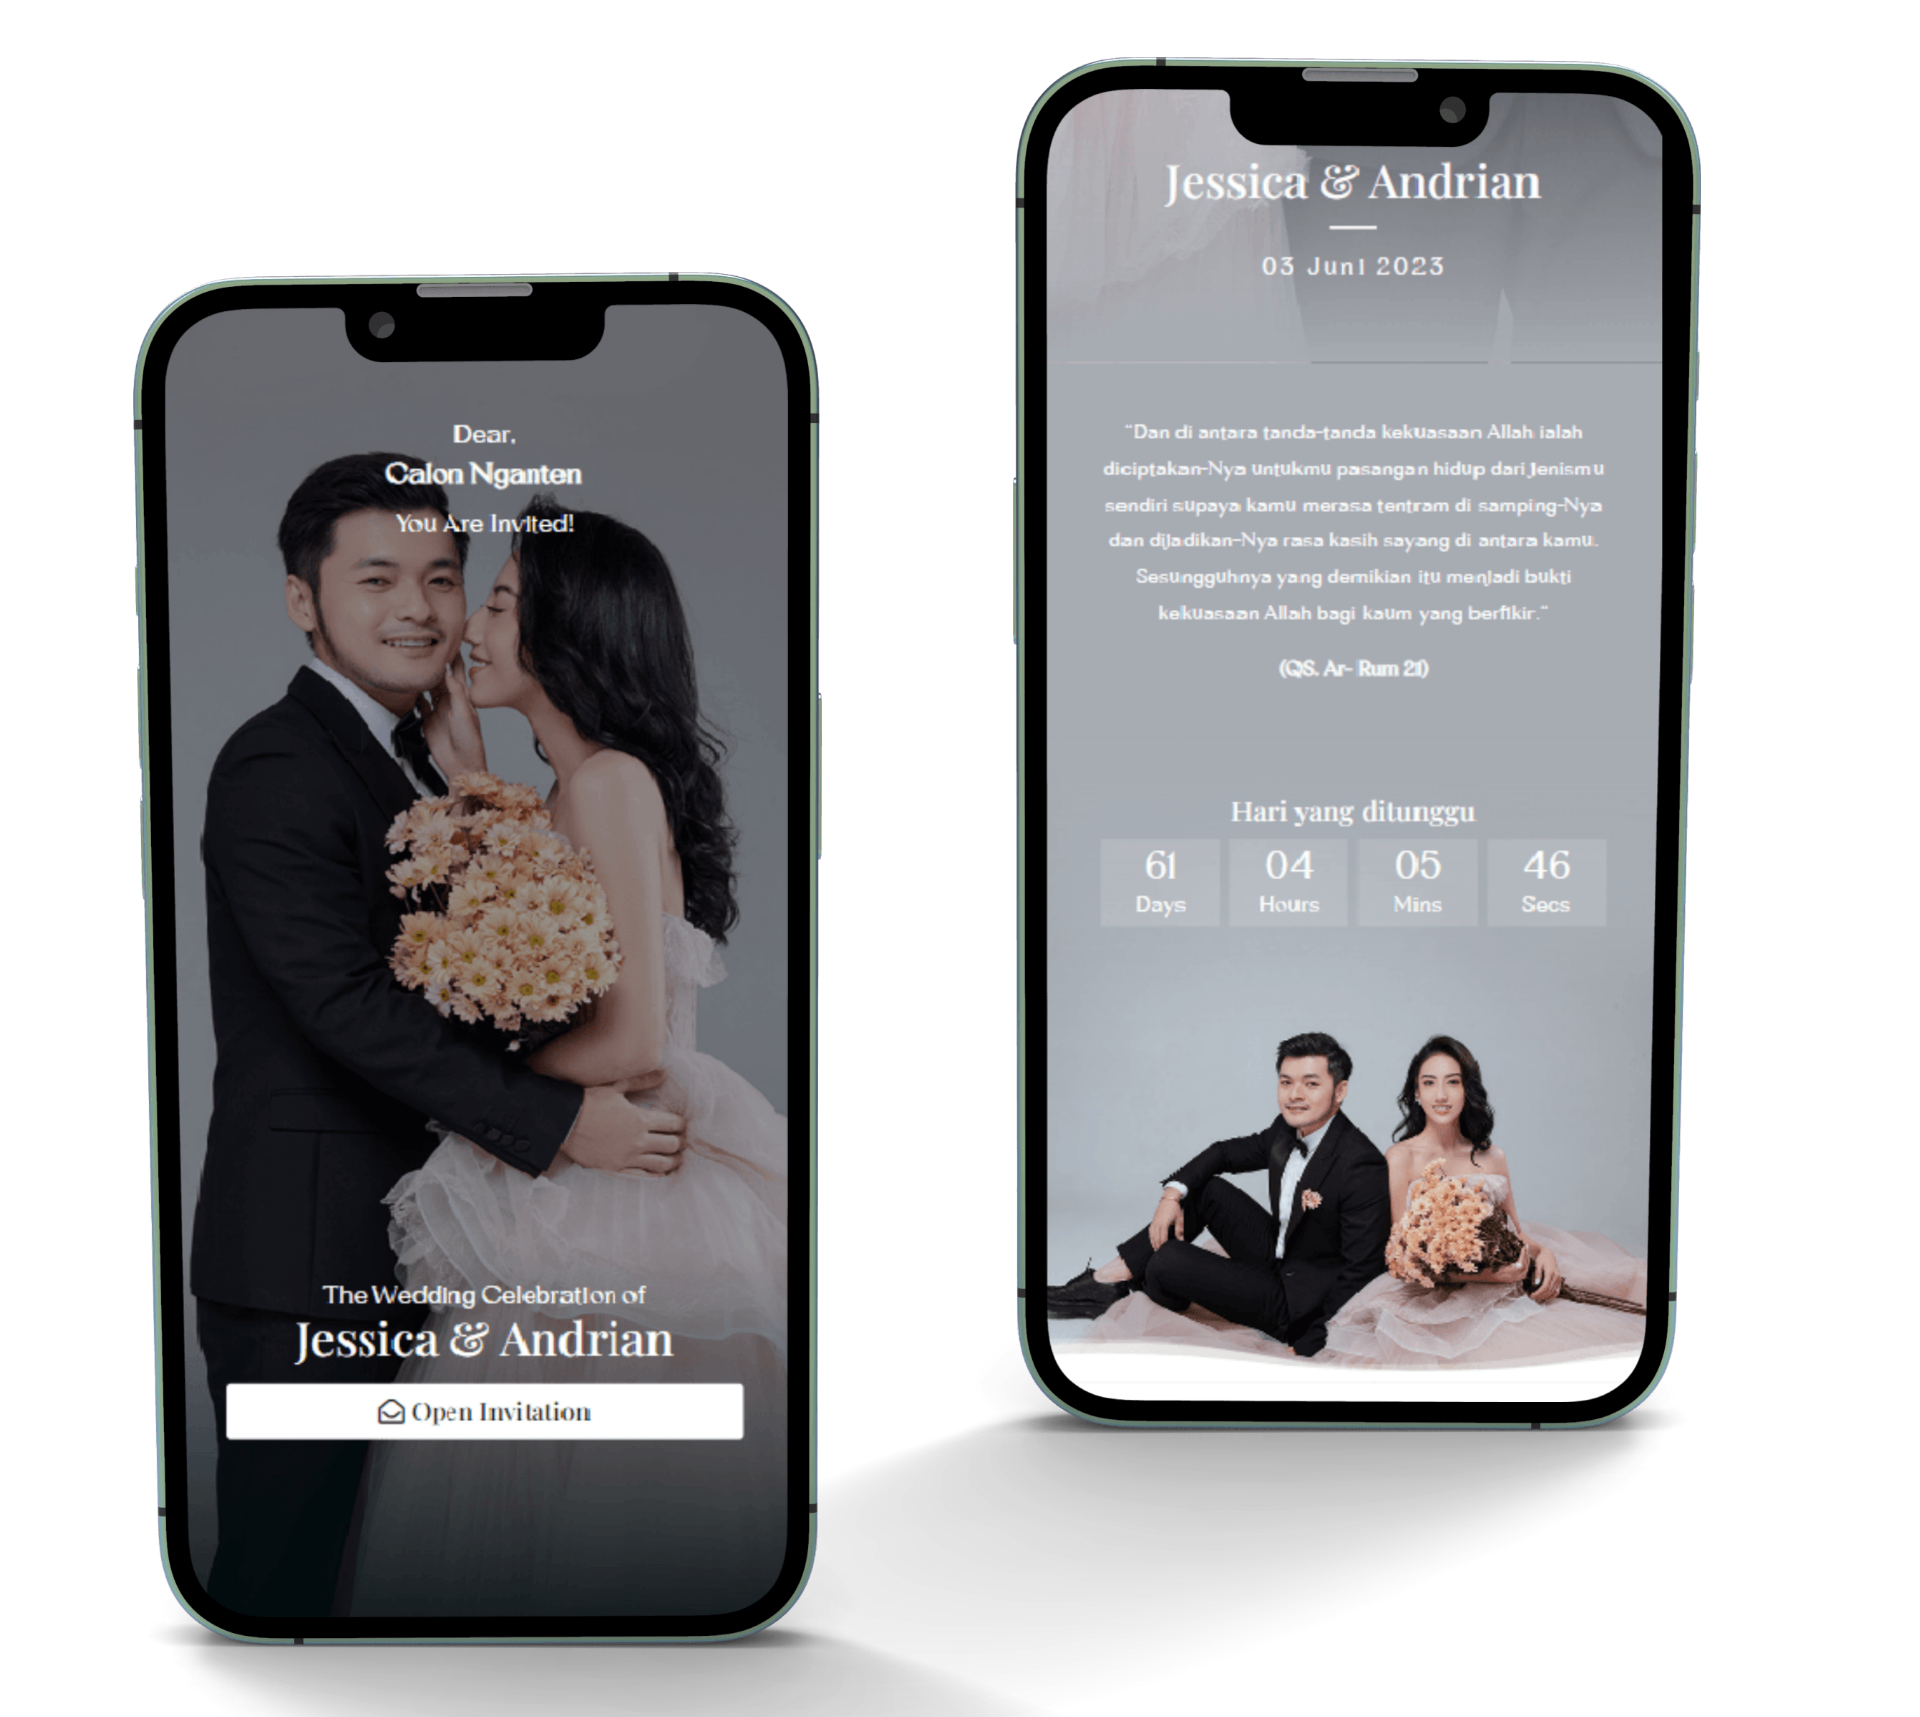 Dear,
Calon Nganten
You Are Invited!
The Wedding Celebration of
Jessica & Andrian
Open Invitation
Jessica & Andrian
03 Juni 2023
"Dan di antara tanda-tanda kekuasaan Allah ialah
diciptakan-Nya untukmu pasangan hidup dari Jenismu
sendiri supaya kamu merasa tentram di samping-Nya
dan dijadikan-Nya rasa kasih sayang di antara kamu.
Sesungguhnya yang demikian itu menjadi bukti
kekuasaan Allah bagi kaum yang berfikir."
(QS. Ar- Rum 21)
Hari yang ditunggu
61 04 05 46
Days Hours Mins Secs